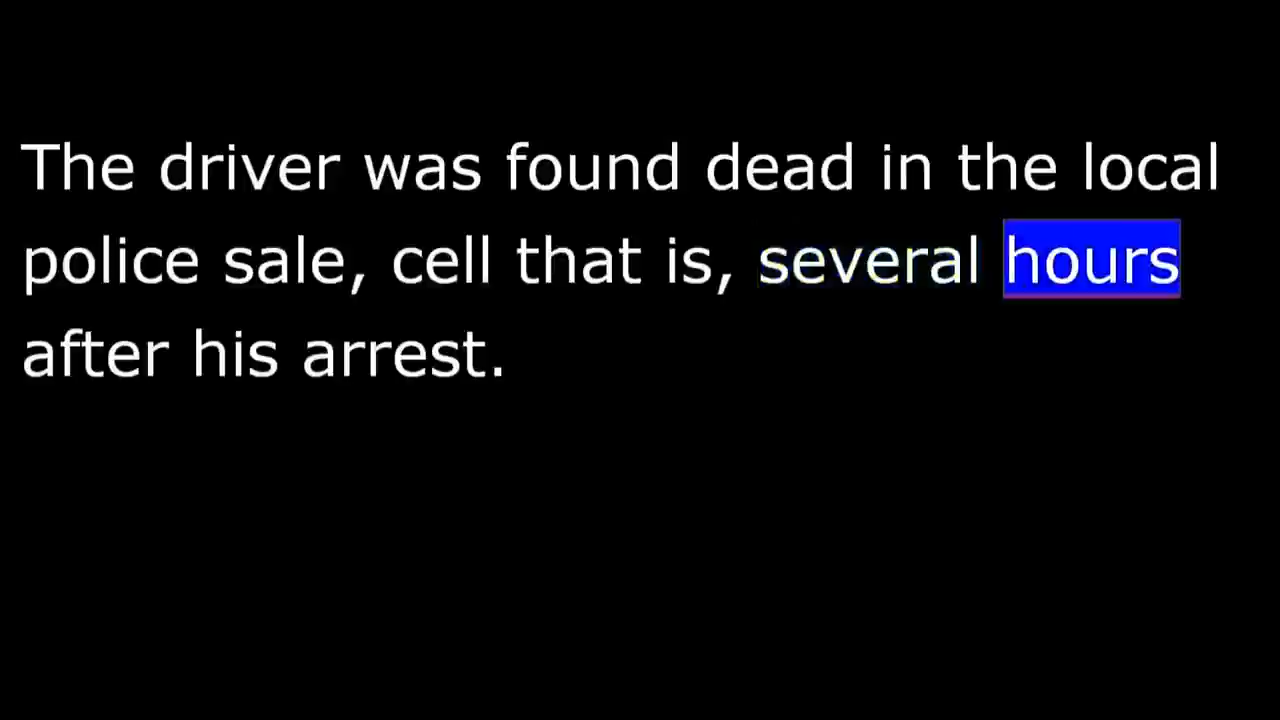 The driver was found dead in the local
police sale, cell that is, several hours
after his arrest.